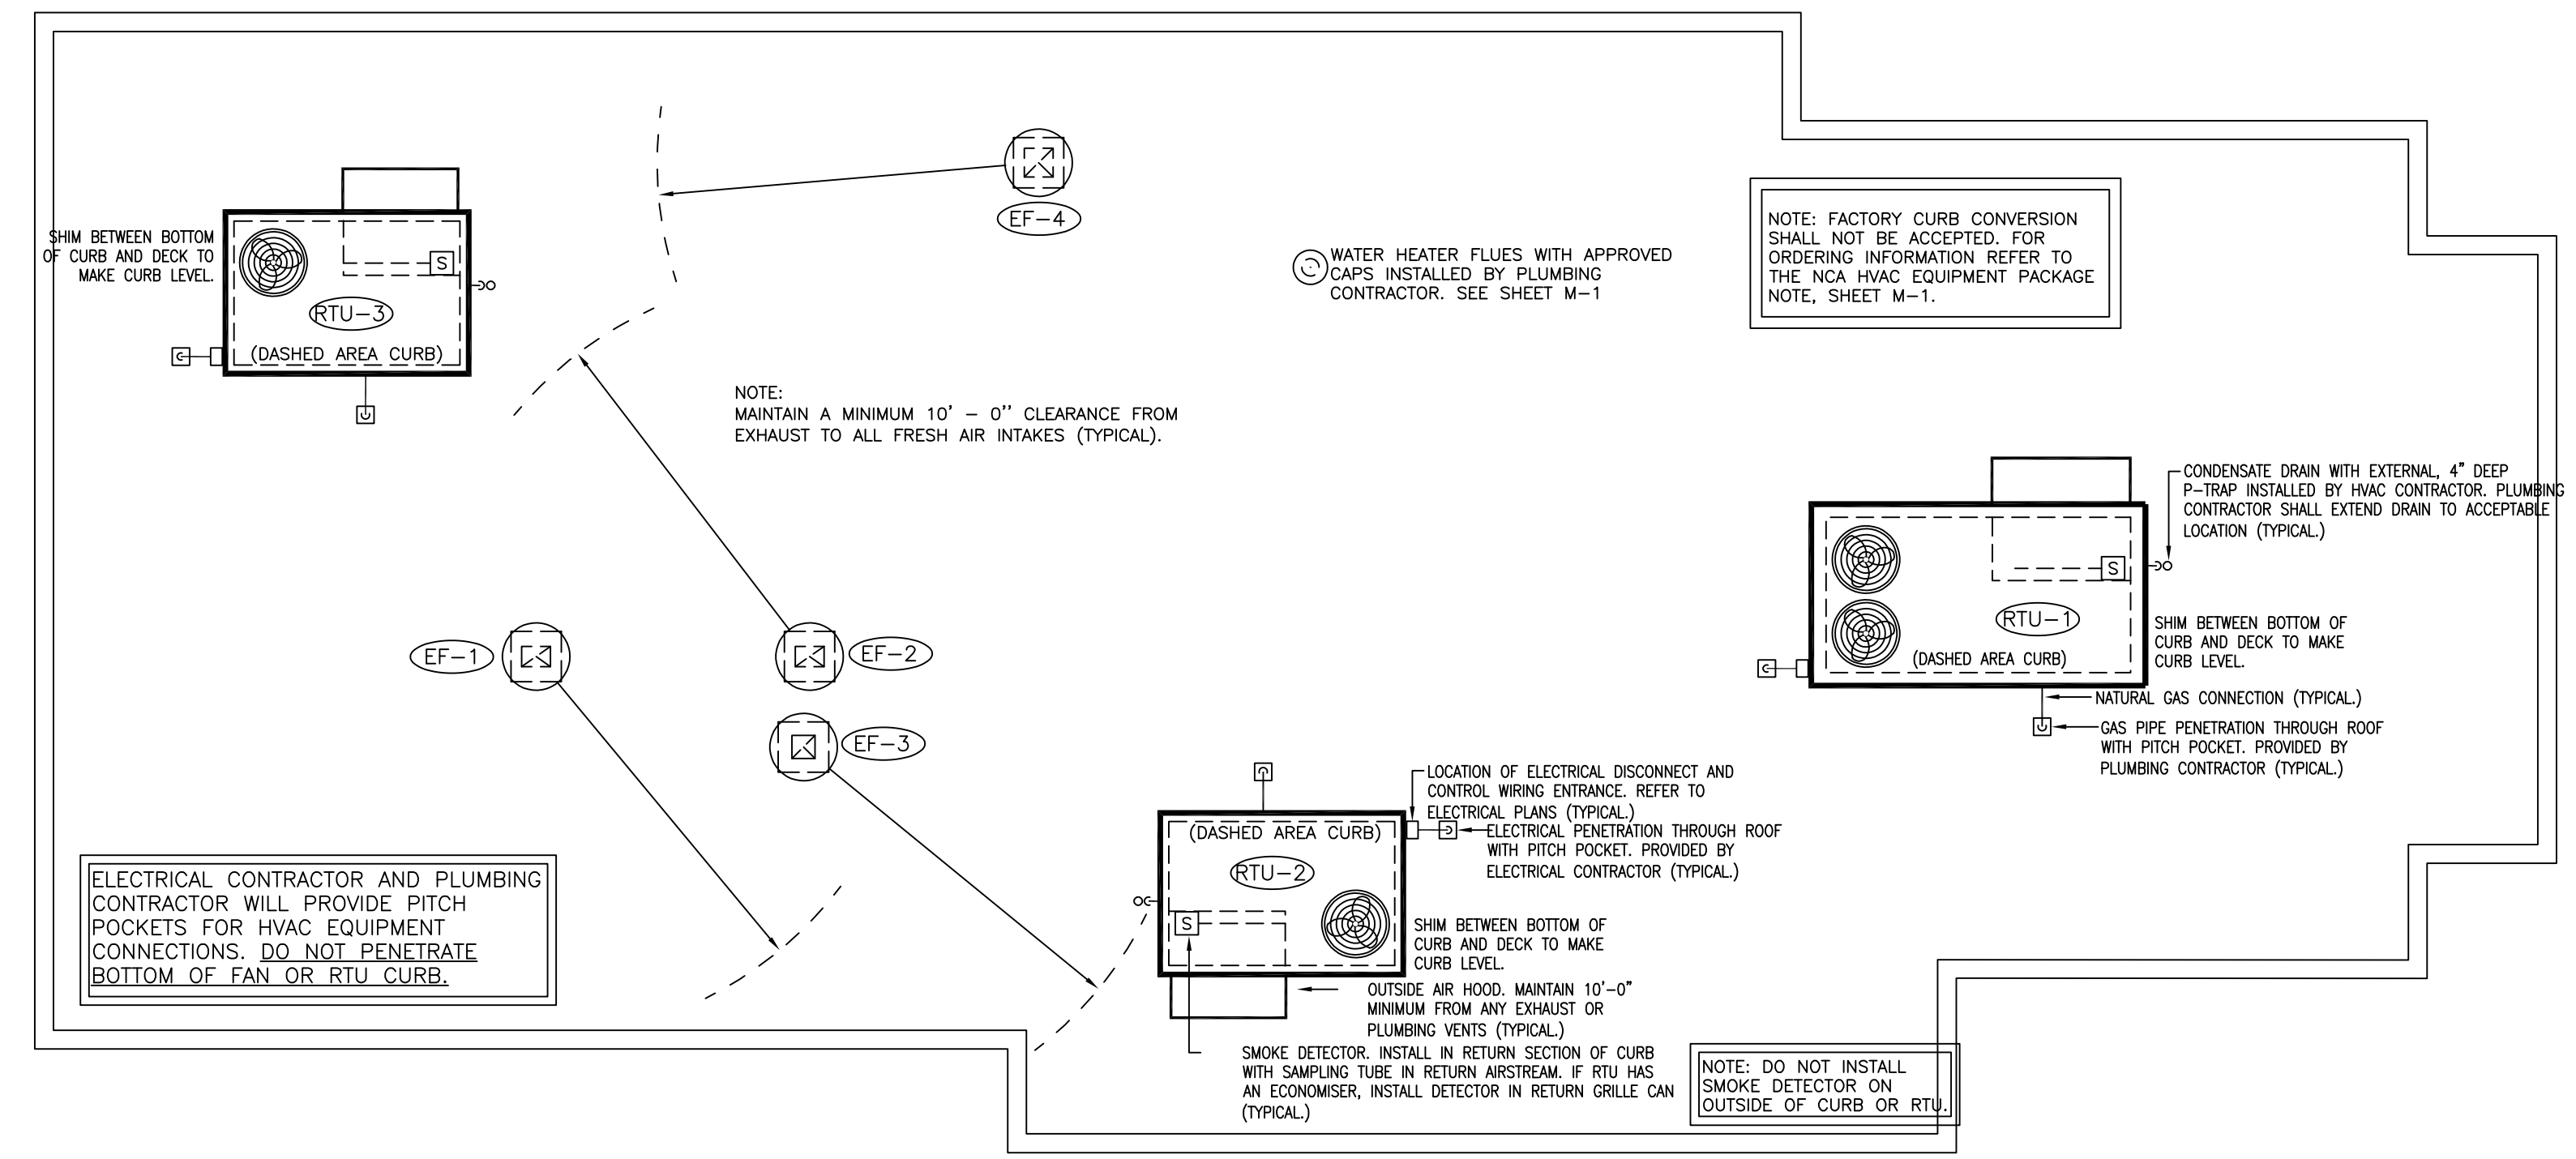 EF-4
SHIM BETWEEN BOTTOM
OF CURB AND DECK TO
MAKE CURB LEVEL.
S
RTU-3
(DASHED AREA CURB)
WATER HEATER FLUES WITH APPROVED
CAPS INSTALLED BY PLUMBING
CONTRACTOR. SEE SHEET M-1
NOTE: FACTORY CURB CONVERSION
SHALL NOT BE ACCEPTED. FOR
ORDERING INFORMATION REFER TO
THE NCA HVAC EQUIPMENT PACKAGE
NOTE, SHEET M-1.
NOTE:
MAINTAIN A MINIMUM 10' - 0'' CLEARANCE FROM
EXHAUST TO ALL FRESH AIR INTAKES (TYPICAL).
CONDENSATE DRAIN WITH EXTERNAL, 4" DEEP
P-TRAP INSTALLED BY HVAC CONTRACTOR. PLUMBING
CONTRACTOR SHALL EXTEND DRAIN TO ACCEPTABLE
LOCATION (TYPICAL.)
S
RTU-1
(DASHED AREA CURB)
SHIM BETWEEN BOTTOM OF
CURB AND DECK TO MAKE
CURB LEVEL.
NATURAL GAS CONNECTION (TYPICAL.)
GAS PIPE PENETRATION THROUGH ROOF
WITH PITCH POCKET. PROVIDED BY
PLUMBING CONTRACTOR (TYPICAL.)
EF-1
EF-2
EF-3
LOCATION OF ELECTRICAL DISCONNECT AND
CONTROL WIRING ENTRANCE. REFER TO
ELECTRICAL PLANS (TYPICAL.)
ELECTRICAL PENETRATION THROUGH ROOF
WITH PITCH POCKET. PROVIDED BY
ELECTRICAL CONTRACTOR (TYPICAL.)
(DASHED AREA CURB)
RTU-2
S
SHIM BETWEEN BOTTOM OF
CURB AND DECK TO MAKE
CURB LEVEL.
ELECTRICAL CONTRACTOR AND PLUMBING
CONTRACTOR WILL PROVIDE PITCH
POCKETS FOR HVAC EQUIPMENT
CONNECTIONS. DO NOT PENETRATE
BOTTOM OF FAN OR RTU CURB.
OUTSIDE AIR HOOD. MAINTAIN 10'-0"
MINIMUM FROM ANY EXHAUST OR
PLUMBING VENTS (TYPICAL.)
SMOKE DETECTOR. INSTALL IN RETURN SECTION OF CURB
WITH SAMPLING TUBE IN RETURN AIRSTREAM. IF RTU HAS
AN ECONOMISER, INSTALL DETECTOR IN RETURN GRILLE CAN
(TYPICAL.)
NOTE: DO NOT INSTALL
SMOKE DETECTOR ON
OUTSIDE OF CURB OR RTU.